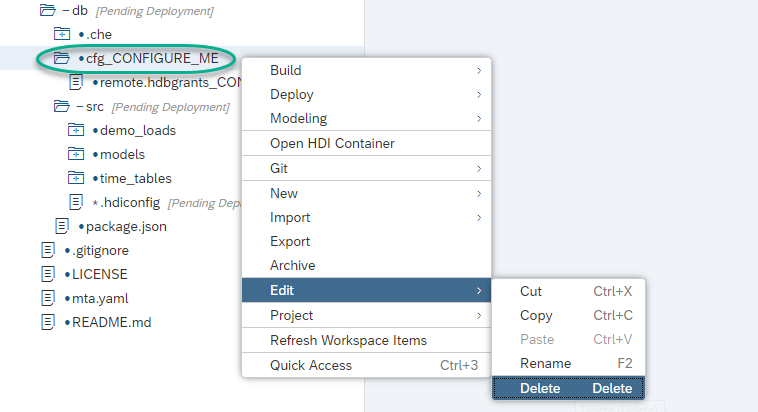 db [Pending Deployment]
.che
cfg_CONFIGURE_ME
remote.hdbgrants_CON
src [Pending Deployment]
demo_loads
models
time_tables
* .hdiconfig [Pending Dep
package.json
.gitignore
LICENSE
mta.yaml
README.md
Build
Deploy
Modeling
Open HDI Container
Git
New
Import
Export
Archive
Edit
Project
Refresh Workspace Items
Quick Access Ctrl+3
Cut Ctrl+X
Copy Ctrl+C
Paste Ctrl+V
Rename F2
Delete Delete